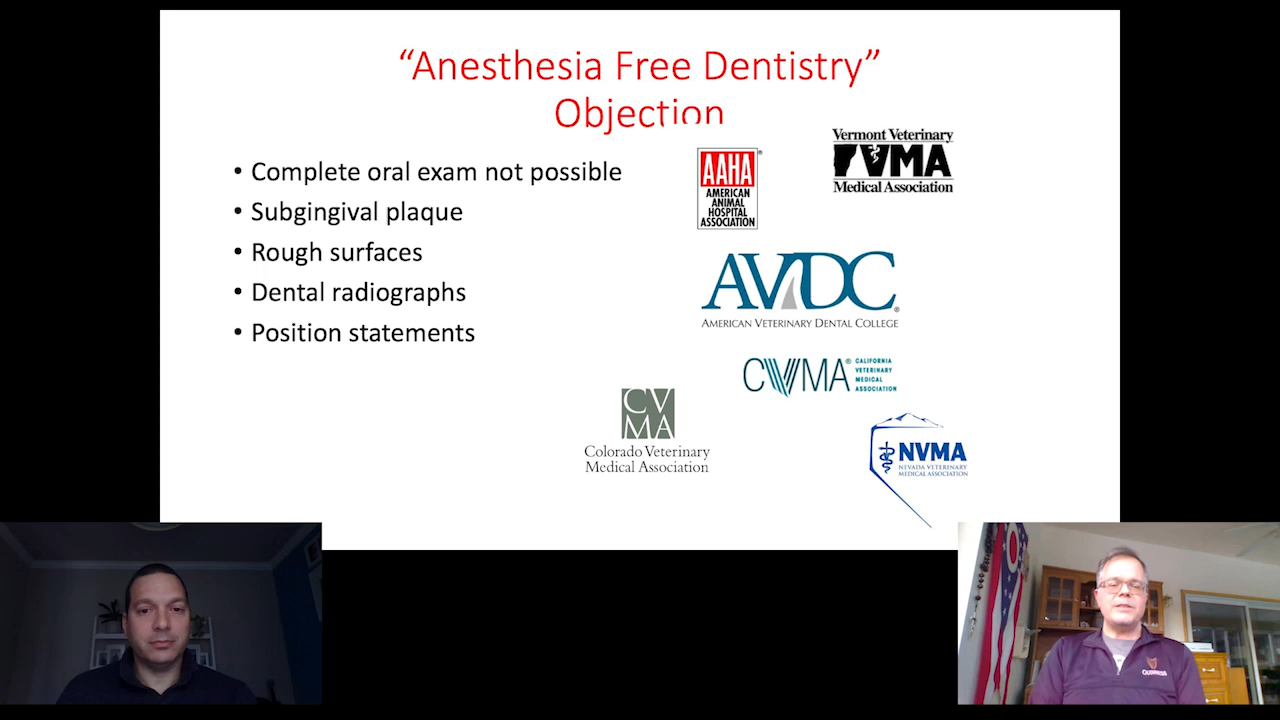 “Anesthesia Free Dentistry”
Objection
• Complete oral exam not possible
• Subgingival plaque
• Rough surfaces
• Dental radiographs
• Position statements
AAHA
®
AMERICAN
ANIMAL
HOSPITAL
ASSOCIATION
Vermont Veterinary
VMA
Medical Association
AVDC
®
AMERICAN VETERINARY DENTAL COLLEGE
CVMA®
CALIFORNIA
VETERINARY
MEDICAL
ASSOCIATION
CV
MA
Colorado Veterinary
Medical Association
NVMA
NEVADA VETERINARY
MEDICAL ASSOCIATION
GUINNESS